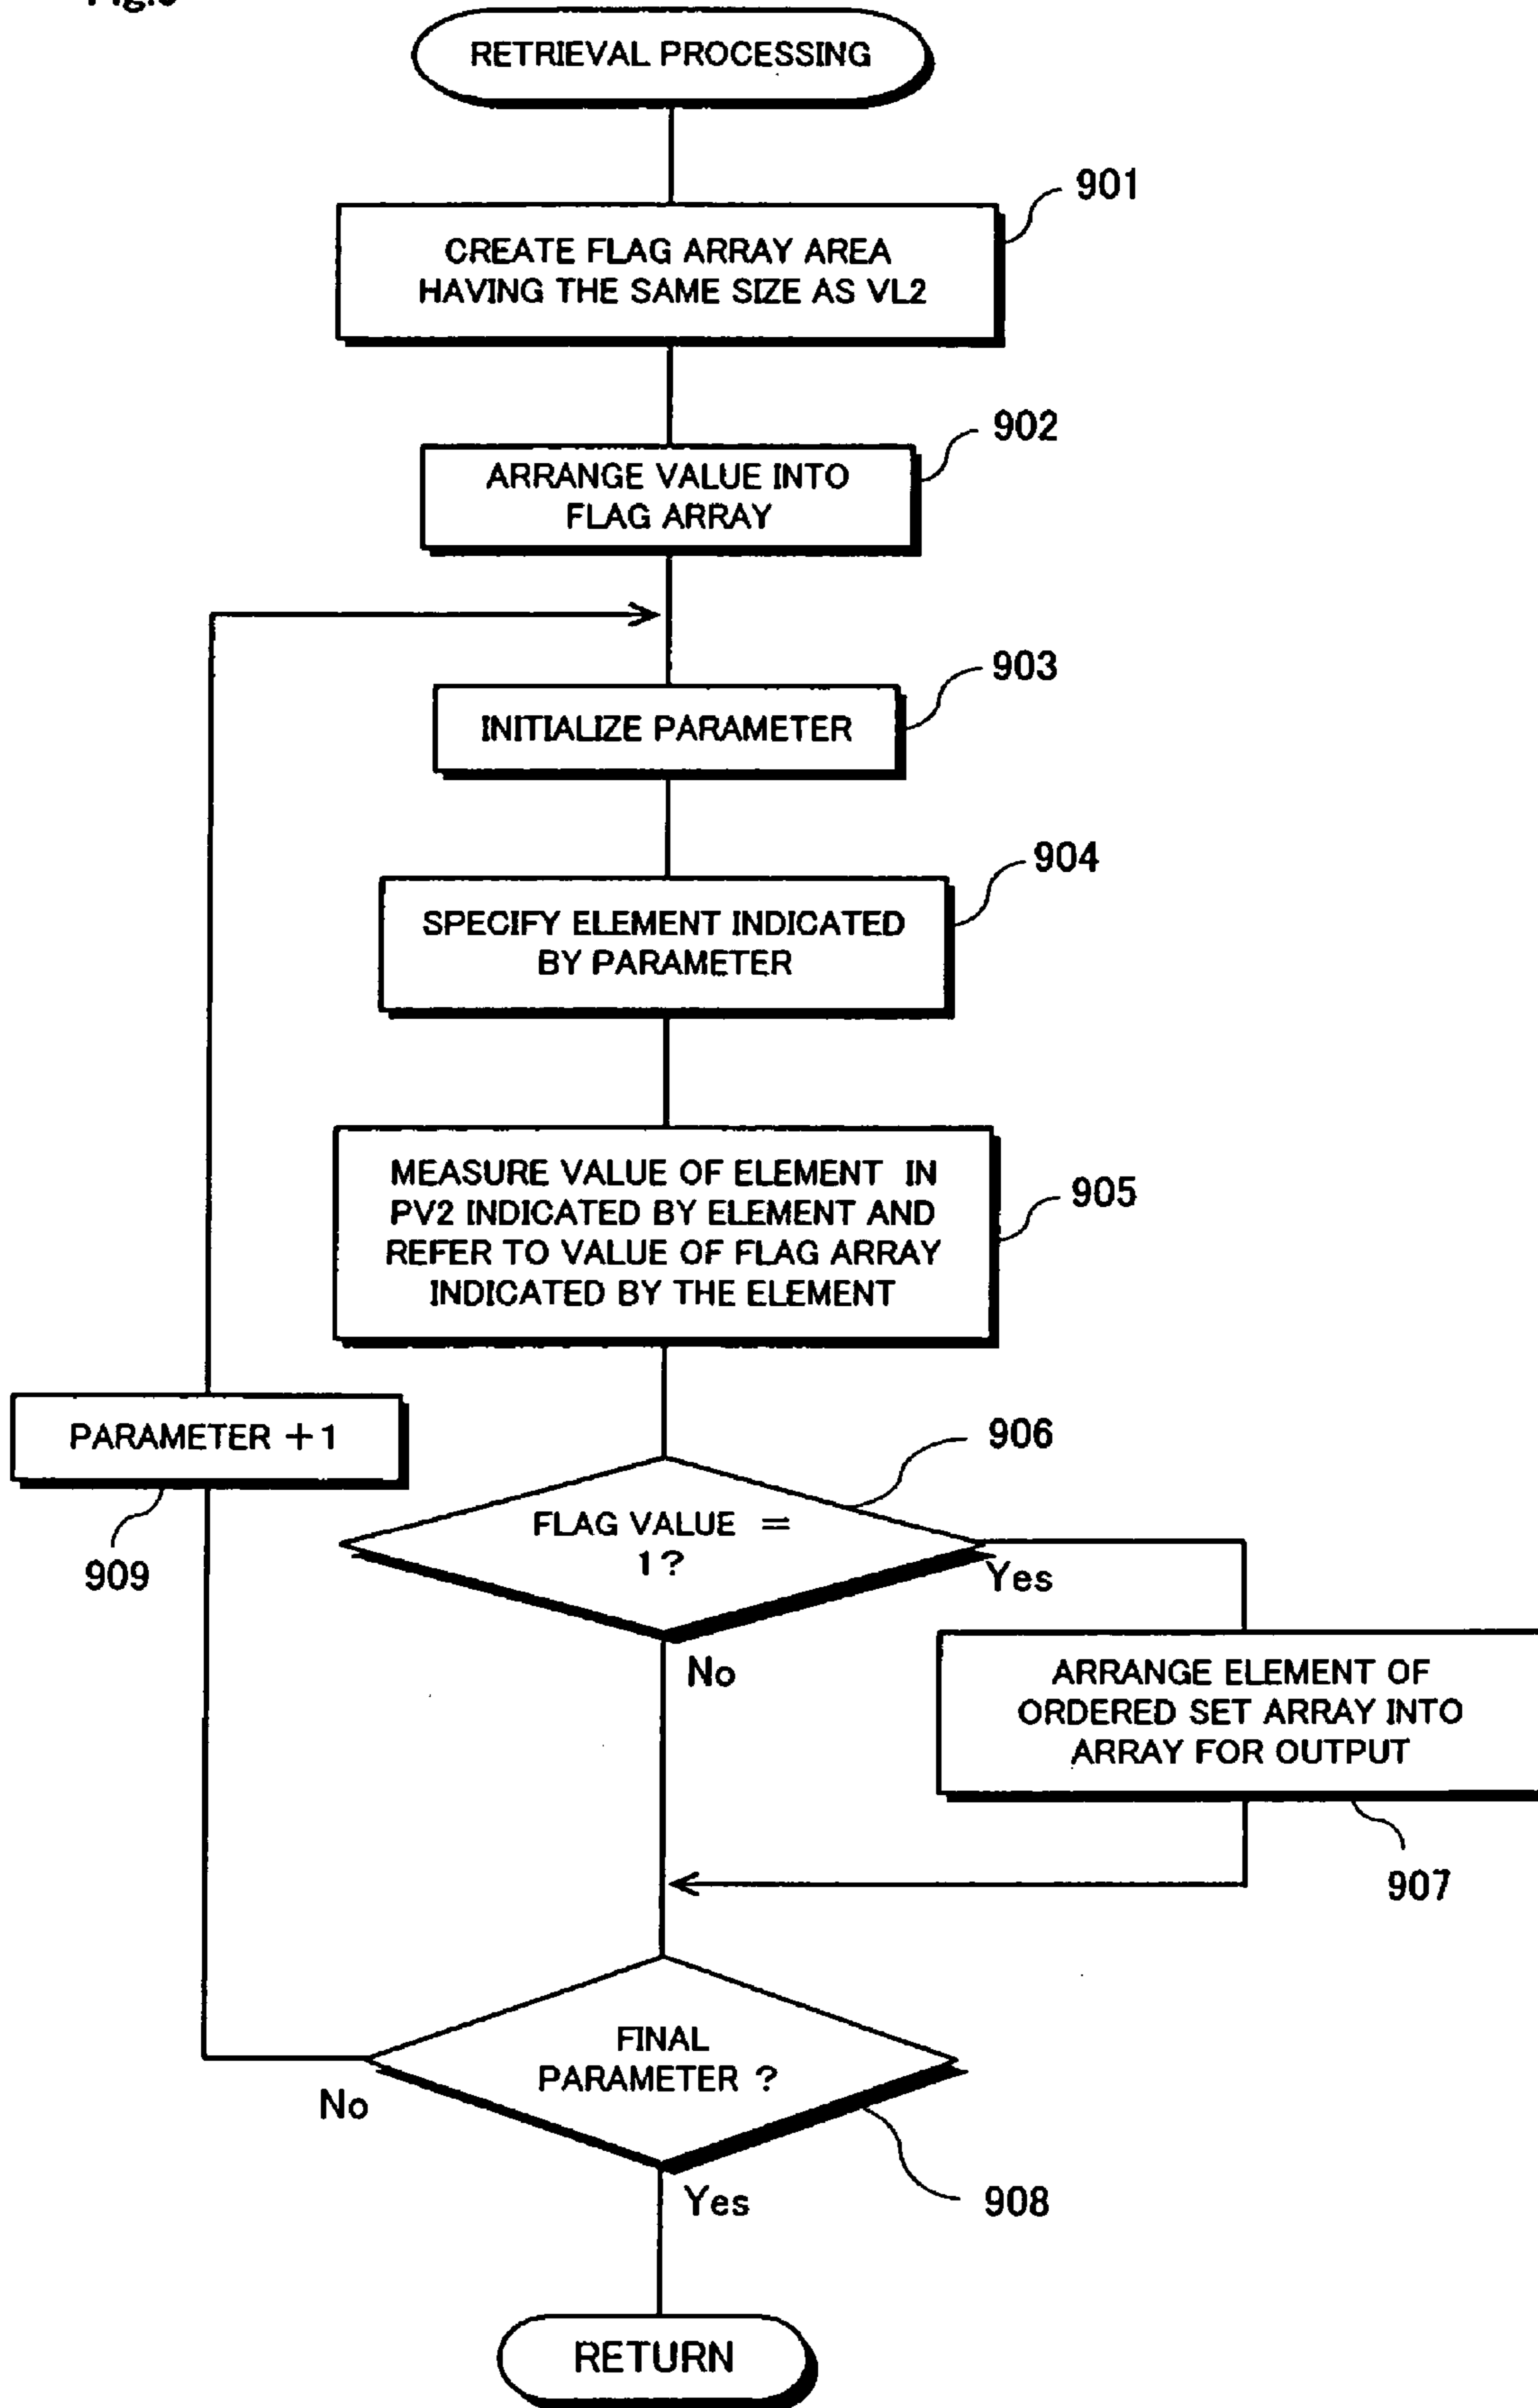 RETRIEVAL PROCESSING
901
CREATE FLAG ARRAY AREA
HAVING THE SAME SIZE AS VL2
902
ARRANGE VALUE INTO
FLAG ARRAY
903
INITIALIZE PARAMETER
904
SPECIFY ELEMENT INDICATED
BY PARAMETER
905
MEASURE VALUE OF ELEMENT IN
PV2 INDICATED BY ELEMENT AND
REFER TO VALUE OF FLAG ARRAY
INDICATED BY THE ELEMENT
PARAMETER +1
909
906
FLAG VALUE =
1?
Yes
No
ARRANGE ELEMENT OF
ORDERED SET ARRAY INTO
ARRAY FOR OUTPUT
907
FINAL
PARAMETER ?
No
Yes
908
RETURN